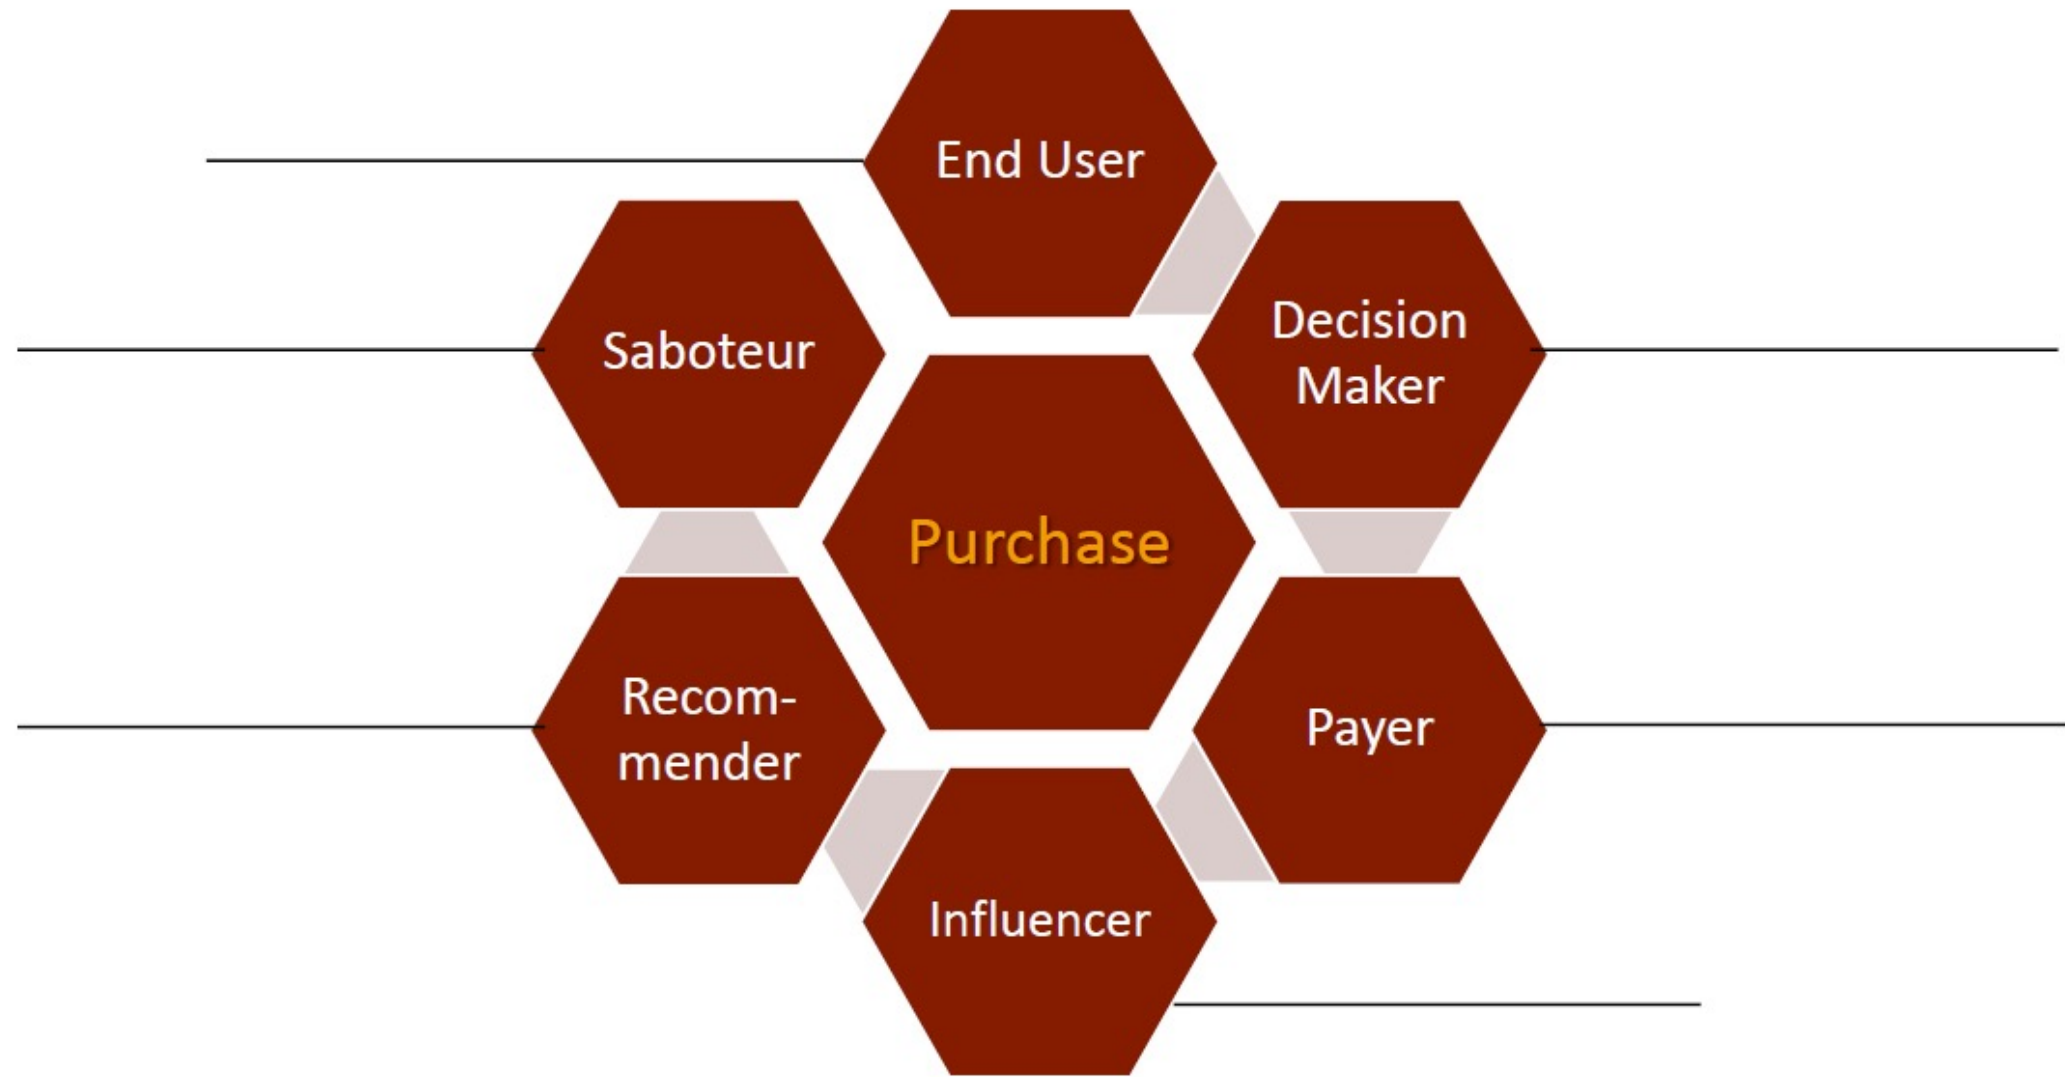 End User
Decision
Maker
Saboteur
Purchase
Recom-
mender
Payer
Influencer